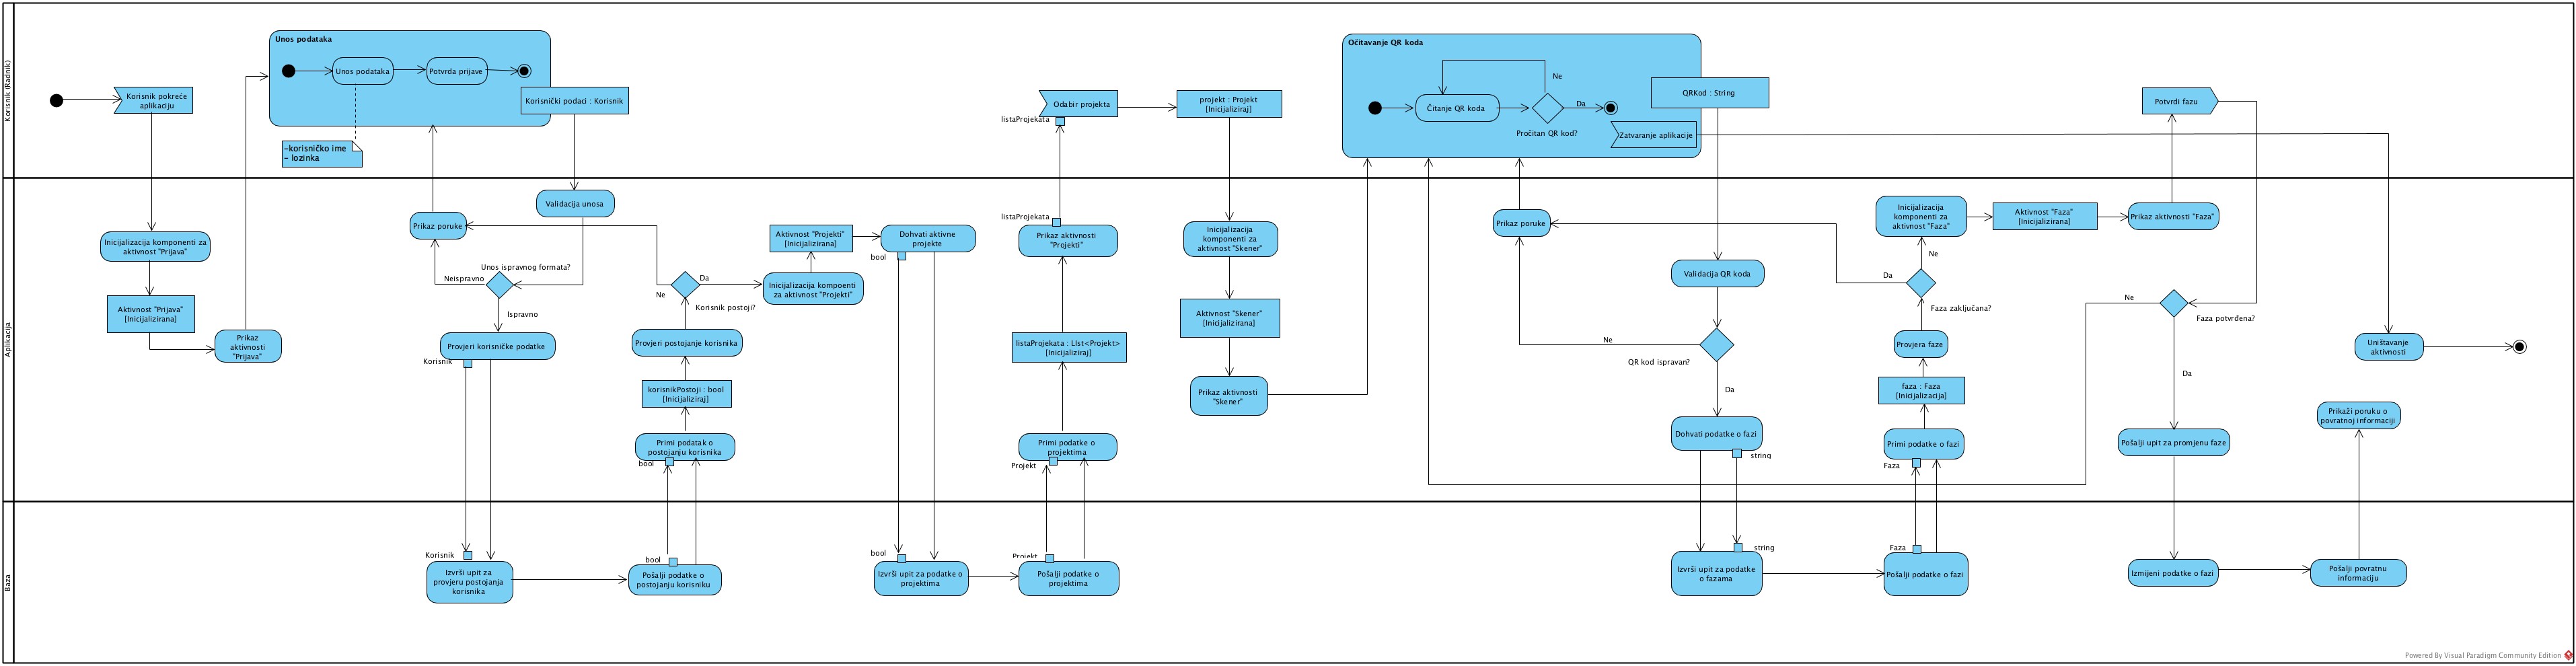 Korisnik (Radnik)
Korisnik pokreće
aplikaciju
Unos podataka
Unos podataka
Potvrda prijave
-korisničko ime
- lozinka
Korisnički podaci : Korisnik
listaProjekata
Odabir projekta
projekt : Projekt
[Inicijaliziraj]
Očitavanje QR koda
Čitanje QR koda
Ne
Da
Pročitan QR kod?
QRKod : String
Zatvaranje aplikacije
Potvrdi fazu
Aplikacija
Inicijalizacija komponenti za
aktivnost "Prijava"
Aktivnost "Prijava"
[Inicijalizirana]
Prikaz
aktivnosti
"Prijava"
Prikaz poruke
Validacija unosa
Unos ispravnog formata?
Neispravno
Ispravno
Provjeri korisničke podatke
Korisnik
Ne
Da
Korisnik postoji?
Provjeri postojanje korisnika
korisnikPostoji : bool
[Inicijaliziraj]
Primi podatak o
postojanju korisnika
bool
Aktivnost "Projekti"
[Inicijalizirana]
Inicijalizacija kompoenti
za aktivnost "Projekti"
Dohvati aktivne
projekte
bool
listaProjekata
Prikaz aktivnosti
"Projekti"
listaProjekata : LIst<Projekt>
[Inicijaliziraj]
Primi podatke o
projektima
Projekt
Inicijalizacija
komponenti za
aktivnost "Skener"
Aktivnost "Skener"
[Inicijalizirana]
Prikaz aktivnosti
"Skener"
Prikaz poruke
Validacija QR koda
Ne
QR kod ispravan?
Da
Dohvati podatke o fazi
string
Inicijalizacija
komponenti za
aktivnost "Faza"
Aktivnost "Faza"
[Inicijalizirana]
Prikaz aktivnosti "Faza"
Ne
Da
Faza zaključana?
Provjera faze
faza : Faza
[Inicijalizacija]
Primi podatke o fazi
Faza
Ne
Faza potvrđena?
Da
Pošalji upit za promjenu faze
Uništavanje
aktivnosti
Prikaži poruku o
povratnoj informaciji
Baza
Korisnik
Izvrši upit za
provjeru postojanja
korisnika
bool
Pošalji podatke o
postojanju korisniku
bool
Izvrši upit za podatke o
projektima
Projekt
Pošalji podatke o
projektima
string
Izvrši upit za podatke
o fazama
Faza
Pošalji podatke o fazi
Izmijeni podatke o fazi
Pošalji povratnu
informaciju
Powered By Visual Paradigm Community Edition